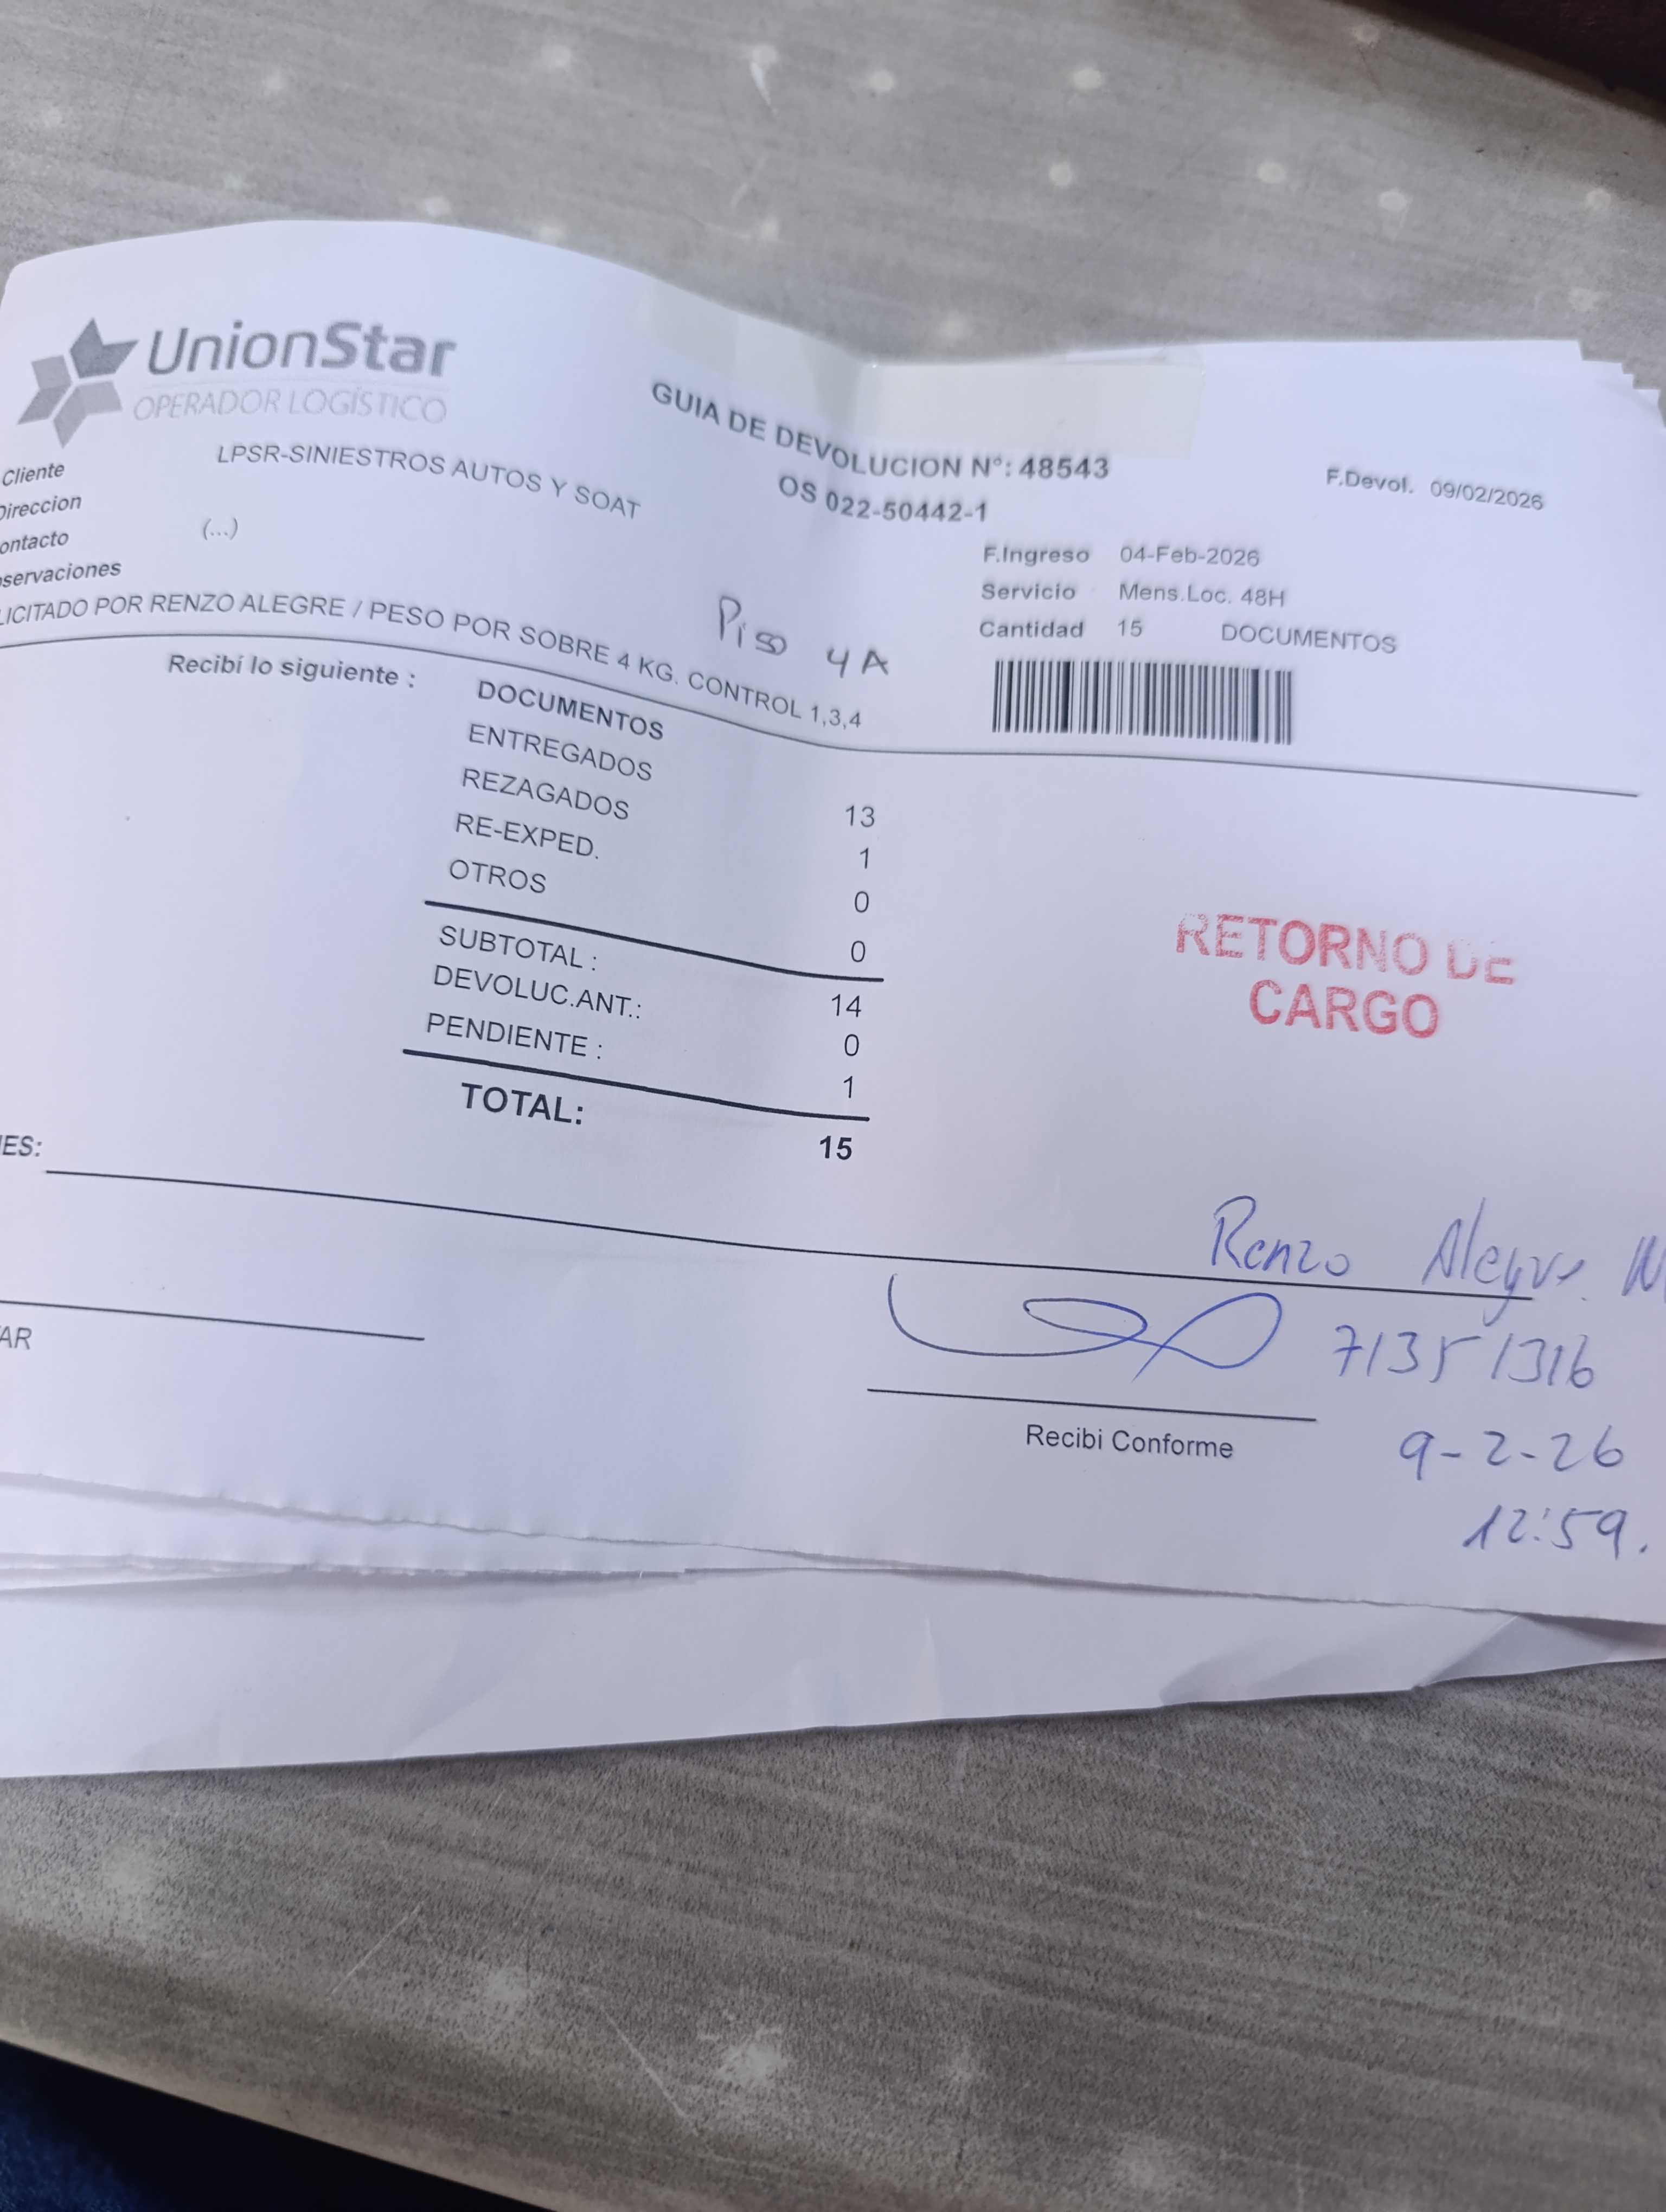 UnionStar
OPERADOR LOGÍSTICO
GUIA DE DEVOLUCION N°: 48543
OS 022-50442-1
F.Devol. 09/02/2026
Cliente LPSR-SINIESTROS AUTOS Y SOAT
Direccion
ontacto (...)
servaciones
LICITADO POR RENZO ALEGRE / PESO POR SOBRE 4 KG. CONTROL 1,3,4
F.Ingreso 04-Feb-2026
Servicio Mens.Loc. 48H
Cantidad 15 DOCUMENTOS
Piso 4A
Recibí lo siguiente :
DOCUMENTOS
ENTREGADOS 13
REZAGADOS 1
RE-EXPED. 0
OTROS 0
SUBTOTAL : 14
DEVOLUC.ANT.: 0
PENDIENTE : 1
TOTAL: 15
RETORNO DE
CARGO
ES:
Renzo Alegre
71351316
AR
Recibi Conforme
9-2-26
12:59.